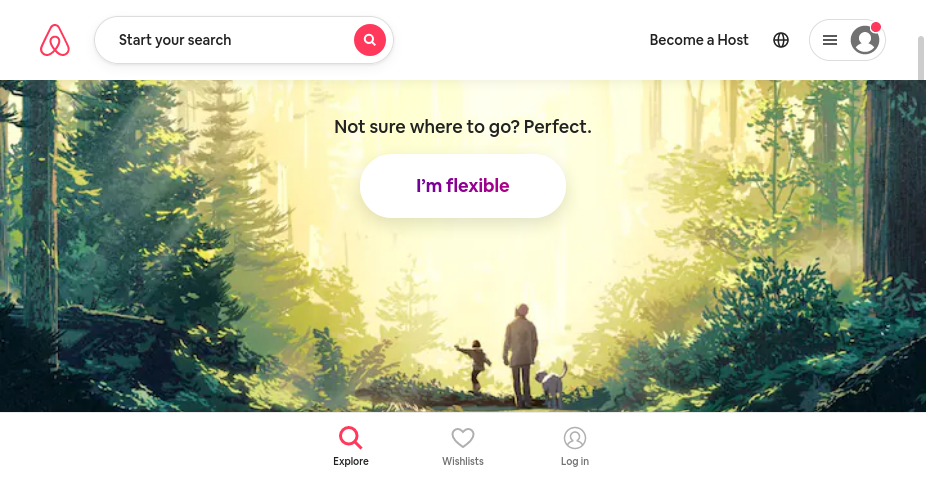 Start your search
Become a Host
Not sure where to go? Perfect.
I'm flexible
Explore
Wishlists
Log in